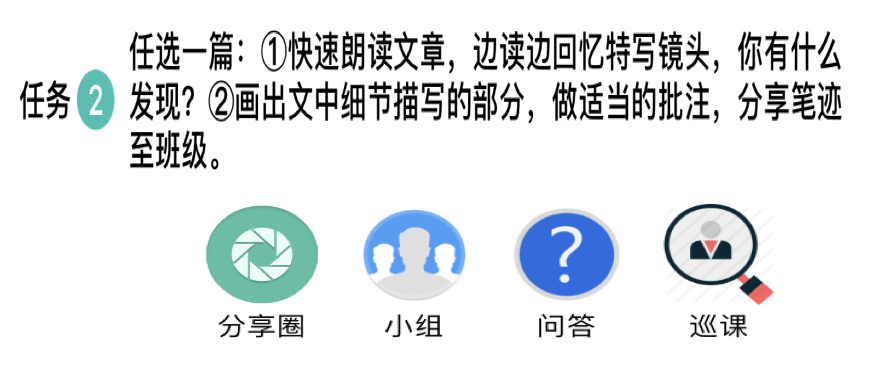 任选一篇：①快速朗读文章，边读边回忆特写镜头，你有什么
任务 2 发现？②画出文中细节描写的部分，做适当的批注，分享笔迹
至班级。
?
分享圈 小组 问答 巡课